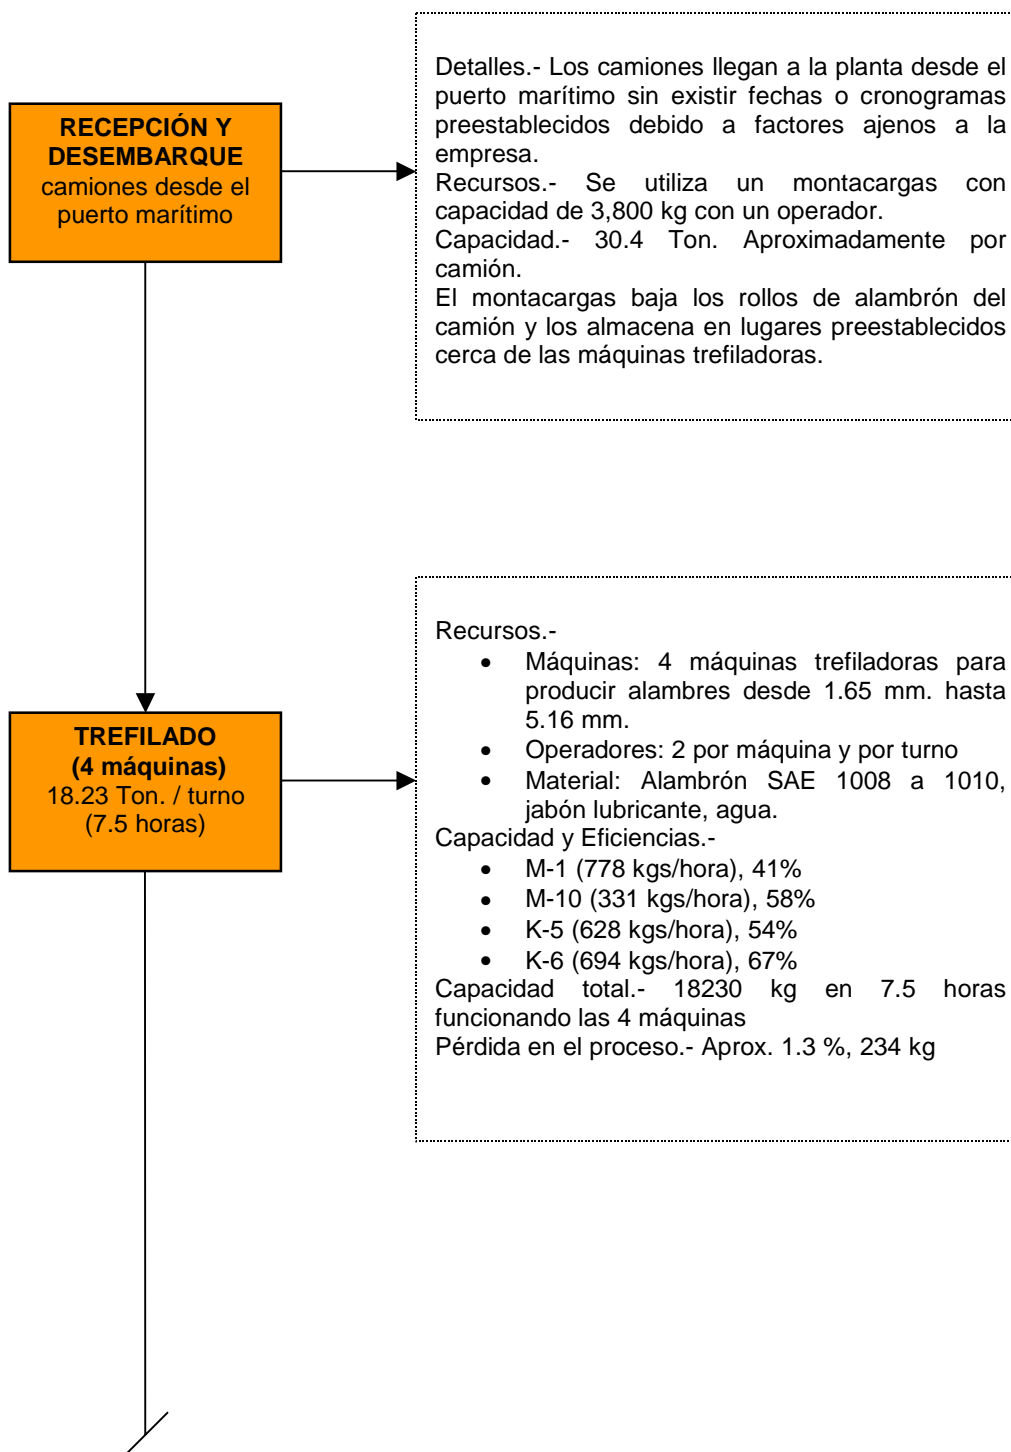 RECEPCIÓN Y
DESEMBARQUE
camiones desde el
puerto marítimo
Detalles.- Los camiones llegan a la planta desde el
puerto marítimo sin existir fechas o cronogramas
preestablecidos debido a factores ajenos a la
empresa.
Recursos.- Se utiliza un montacargas con
capacidad de 3,800 kg con un operador.
Capacidad.- 30.4 Ton. Aproximadamente por
camión.
El montacargas baja los rollos de alambrón del
camión y los almacena en lugares preestablecidos
cerca de las máquinas trefiladoras.
TREFILADO
(4 máquinas)
18.23 Ton. / turno
(7.5 horas)
Recursos.-
• Máquinas: 4 máquinas trefiladoras para
producir alambres desde 1.65 mm. hasta
5.16 mm.
• Operadores: 2 por máquina y por turno
• Material: Alambrón SAE 1008 a 1010,
jabón lubricante, agua.
Capacidad y Eficiencias.-
• M-1 (778 kgs/hora), 41%
• M-10 (331 kgs/hora), 58%
• K-5 (628 kgs/hora), 54%
• K-6 (694 kgs/hora), 67%
Capacidad total.- 18230 kg en 7.5 horas
funcionando las 4 máquinas
Pérdida en el proceso.- Aprox. 1.3 %, 234 kg